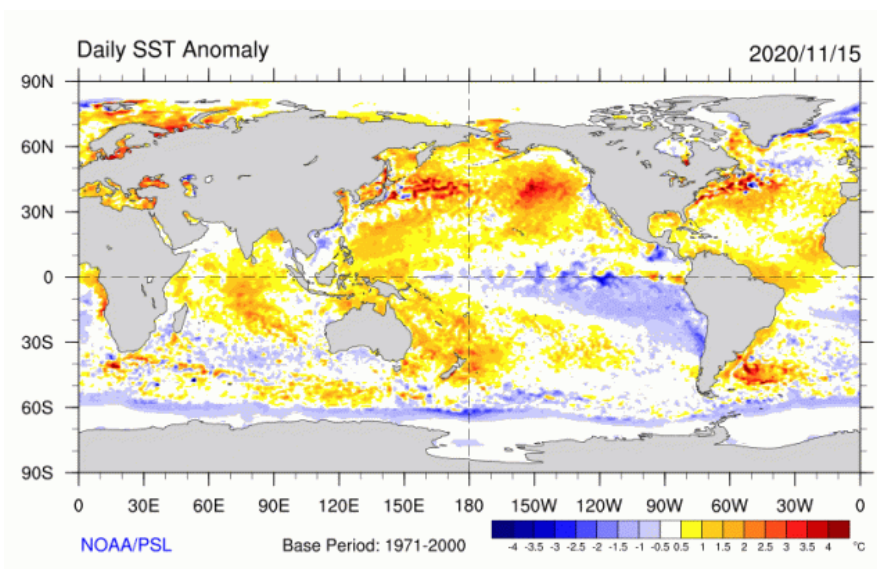 Daily SST Anomaly 2020/11/15
90N
60N
30N
0
30S
60S
90S
0 30E 60E 90E 120E 150E 180 150W 120W 90W 60W 30W 0
NOAA/PSL Base Period: 1971-2000
-4 -3.5 -3 -2.5 -2 -1.5 -1 -0.5 0.5 1 1.5 2 2.5 3 3.5 4 °C